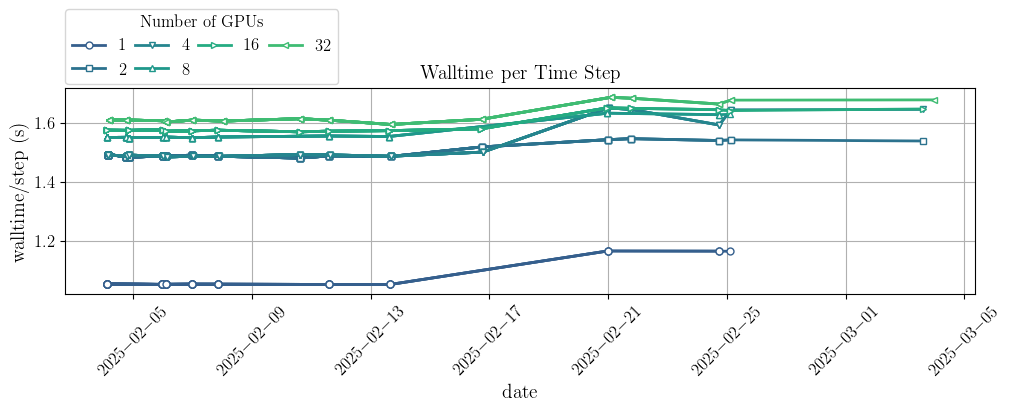 Number of GPUs
1 4 16 32
2 8
Walltime per Time Step
walltime/step (s)
1.6
1.4
1.2
2025−02−05 2025−02−09 2025−02−13 2025−02−17 2025−02−21 2025−02−25 2025−03−01 2025−03−05
date